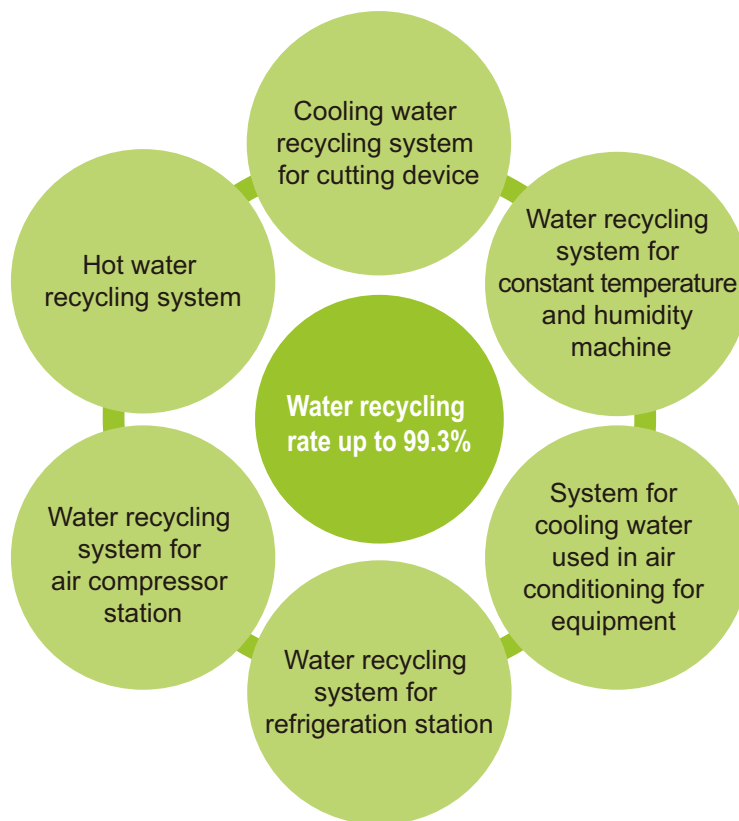 Cooling water
recycling system
for cutting device
Water recycling
system for
constant temperature
and humidity
machine
System for
cooling water
used in air
conditioning for
equipment
Water recycling
system for
refrigeration station
Water recycling
system for
air compressor
station
Hot water
recycling system
Water recycling
rate up to 99.3%